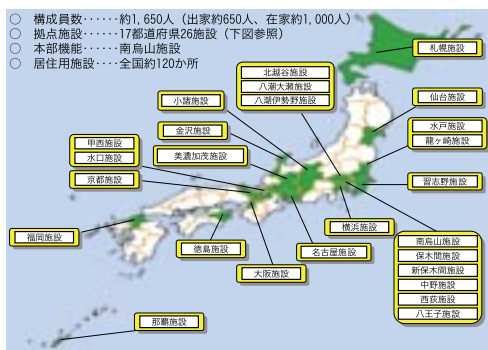 ○ 構成員数‥‥‥約1,650人(出家約650人、在家約1,000人)
○ 拠点施設‥‥‥17都道府県26施設(下図参照)
○ 本部機能‥‥‥南烏山施設
○ 居住用施設‥‥全国約120か所
札幌施設
北越谷施設
八潮大瀬施設
八潮伊勢野施設
小諸施設
仙台施設
金沢施設
水戸施設
龍ヶ崎施設
甲西施設
水口施設
美濃加茂施設
京都施設
習志野施設
横浜施設
福岡施設
徳島施設
名古屋施設
大阪施設
南烏山施設
保木間施設
新保木間施設
中野施設
西荻施設
八王子施設
那覇施設